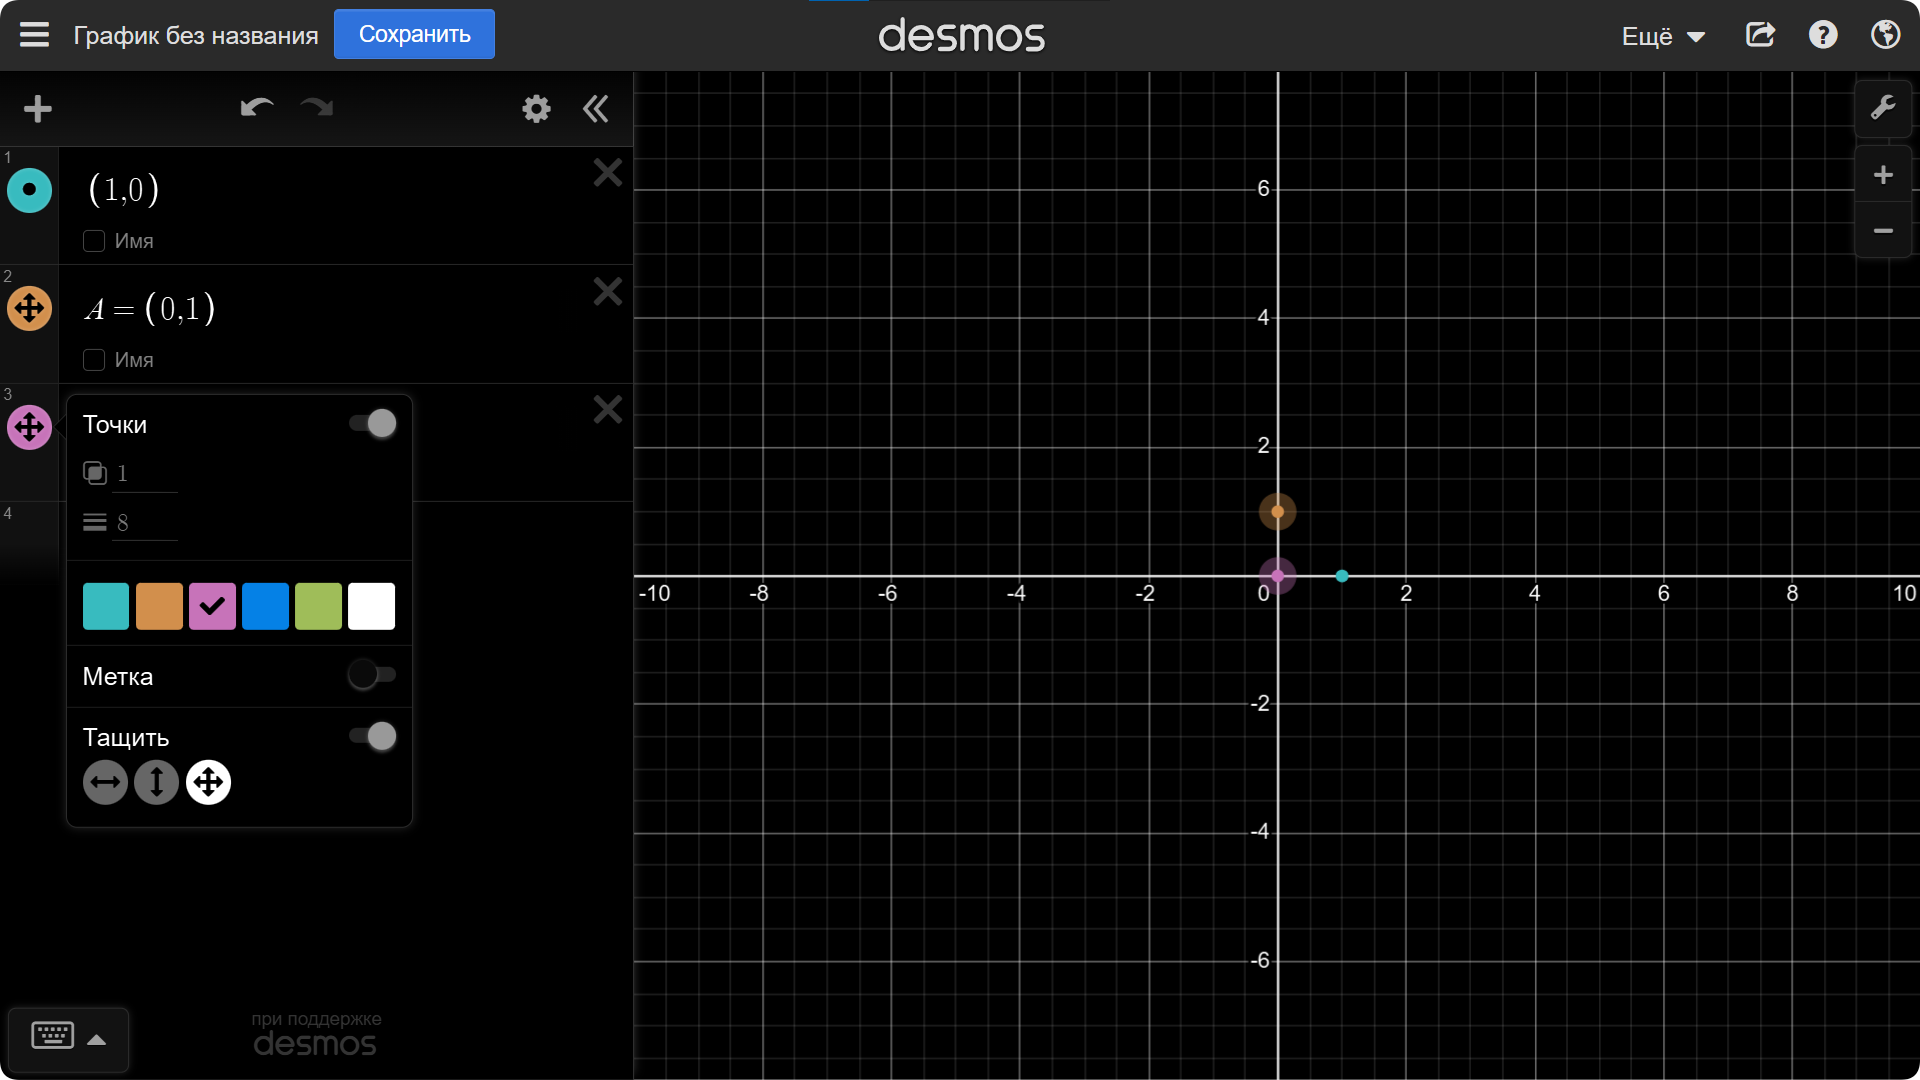 График без названия
Сохранить
desmos
Ещё
1
(1,0)
Имя
2
A = (0,1)
Имя
3
Точки
1
8
4
Метка
Тащить
при поддержке
desmos
6
4
2
-10 -8 -6 -4 -2 0 2 4 6 8 10
-2
-4
-6